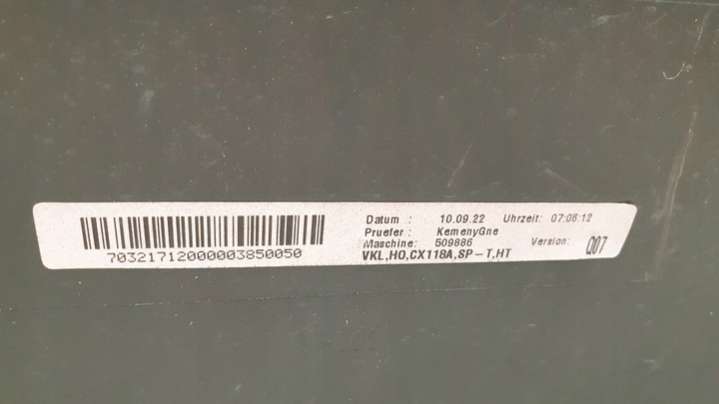 Datum : 10.09.22 Uhrzeit: 07:06:12
Pruefer : KemenyGne
Maschine: 509886 Version: Q07
VKL,HO,CX118A,SP-T,HT
703217120000003850050